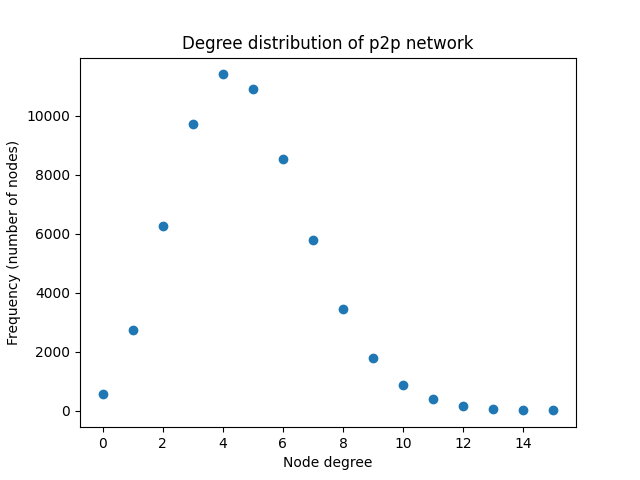 Degree distribution of p2p network
Frequency (number of nodes)
10000
8000
6000
4000
2000
0
0 2 4 6 8 10 12 14
Node degree